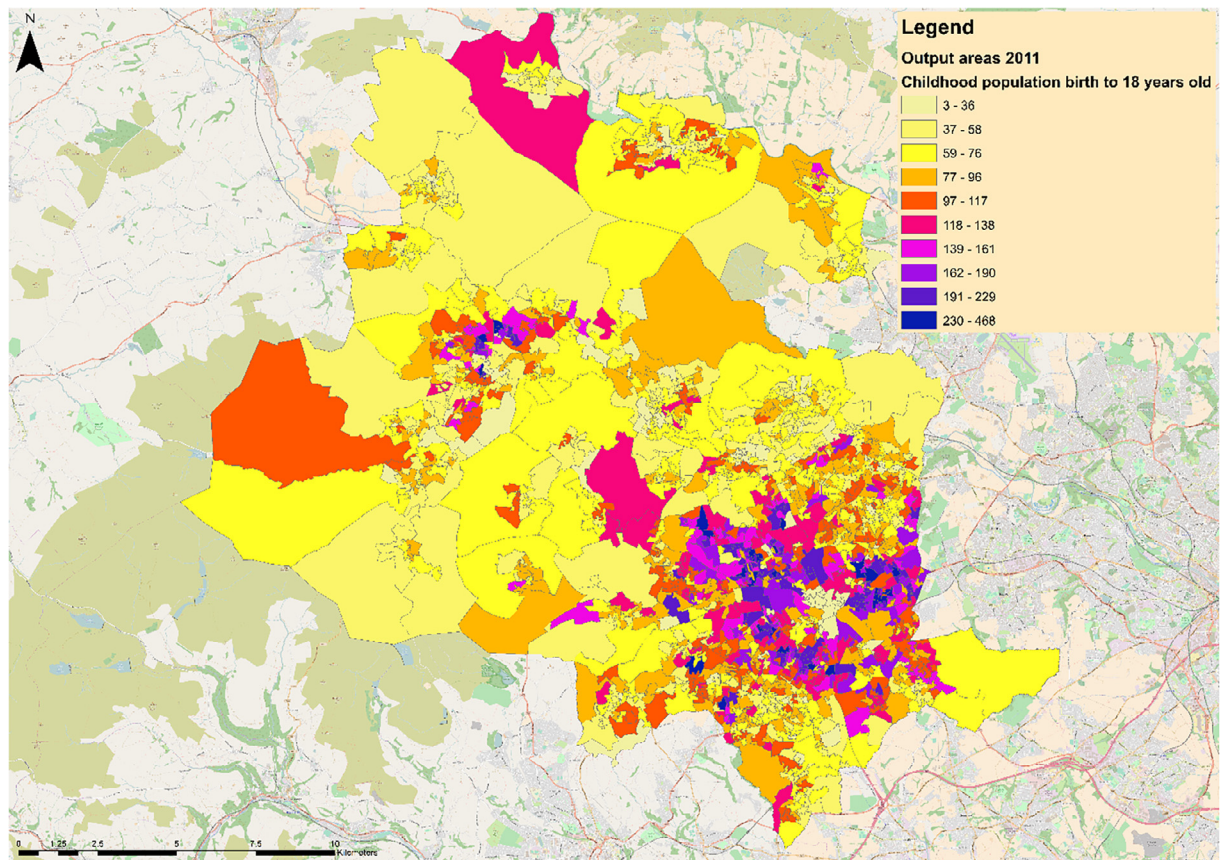 N
Legend
Output areas 2011
Childhood population birth to 18 years old
3 - 36
37 - 58
59 - 76
77 - 96
97 - 117
118 - 138
139 - 161
162 - 190
191 - 229
230 - 468
0 1.25 2.5 5 7.5 10
Kilometers